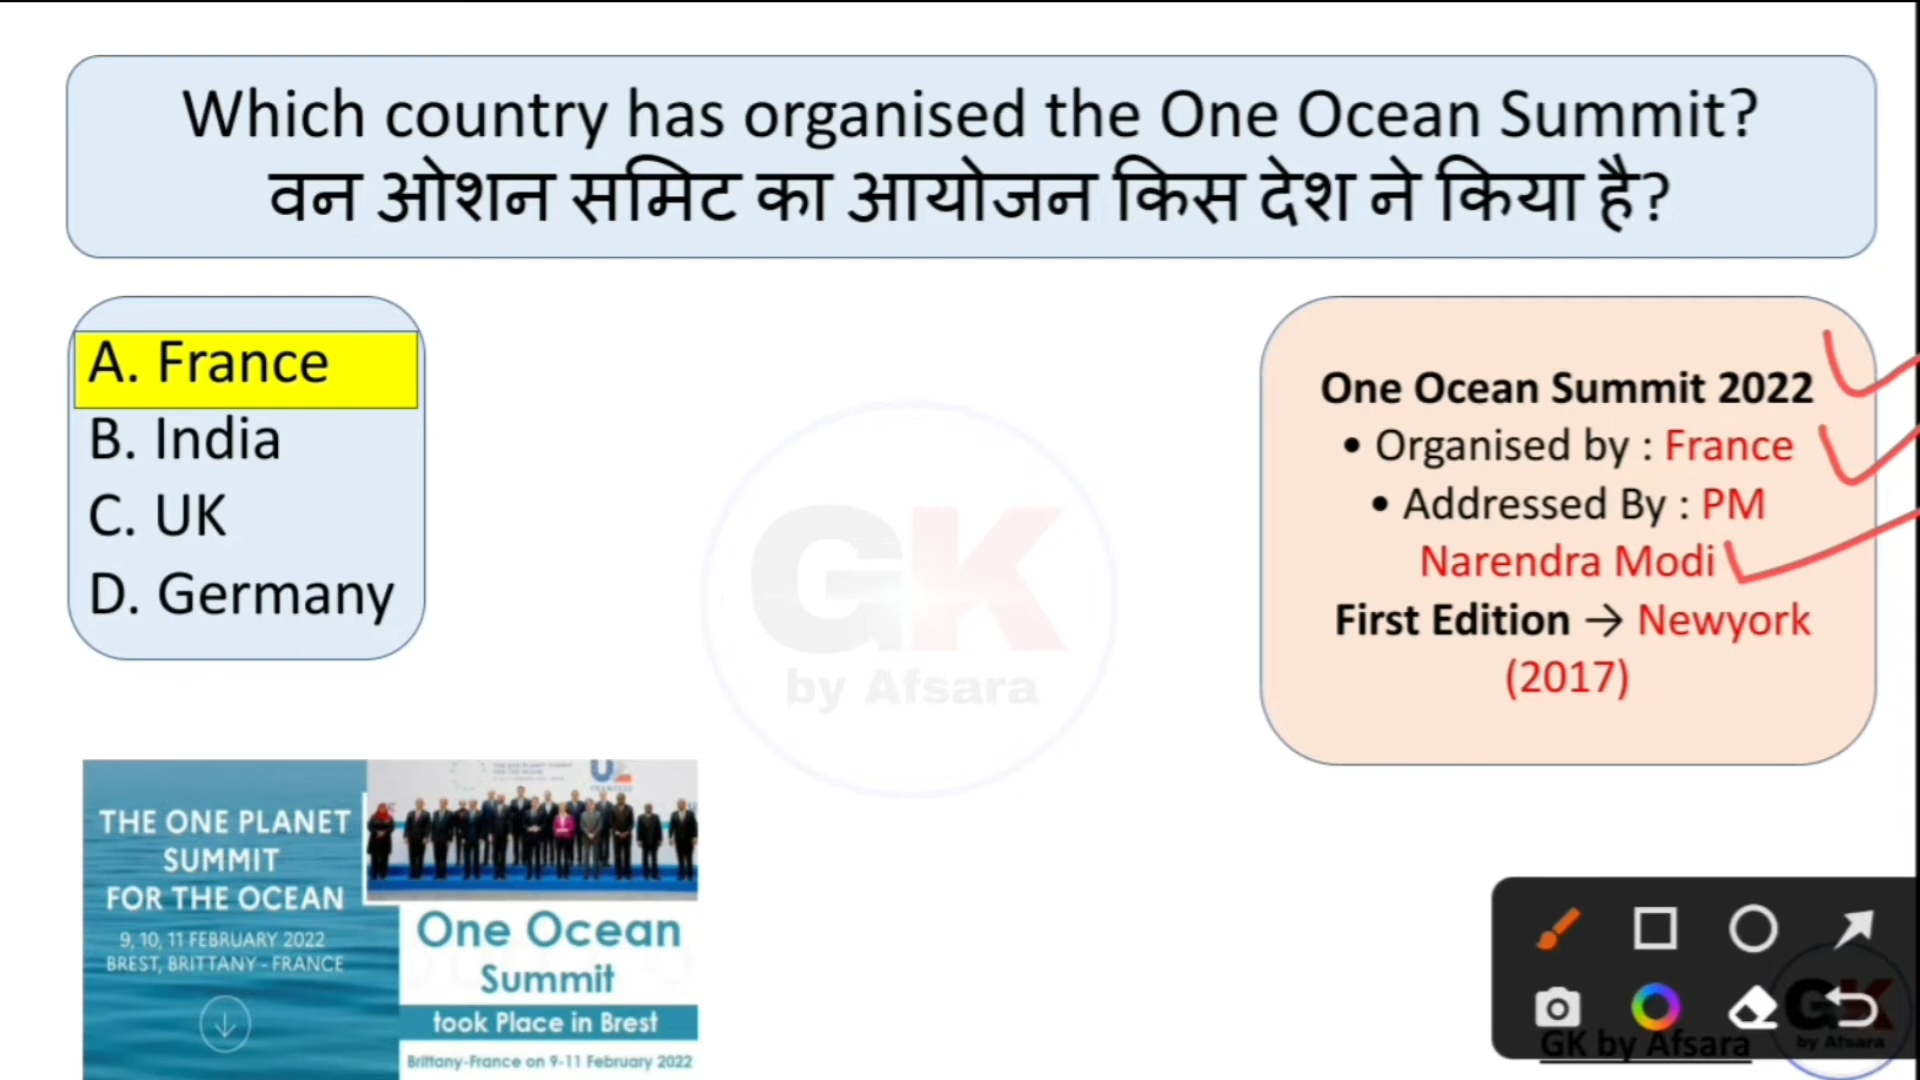 Which country has organised the One Ocean Summit?
वन ओशन समिट का आयोजन किस देश ने किया है?
A. France
B. India
C. UK
D. Germany
One Ocean Summit 2022
• Organised by : France
• Addressed By : PM
Narendra Modi
First Edition → Newyork
(2017)
GK
by Afsara
THE ONE PLANET
SUMMIT
FOR THE OCEAN
9, 10, 11 FEBRUARY 2022
BREST, BRITTANY - FRANCE
One Ocean
Summit
took Place in Brest
Brittany-France on 9-11 February 2022
GK
by Afsara
GK by Afsara